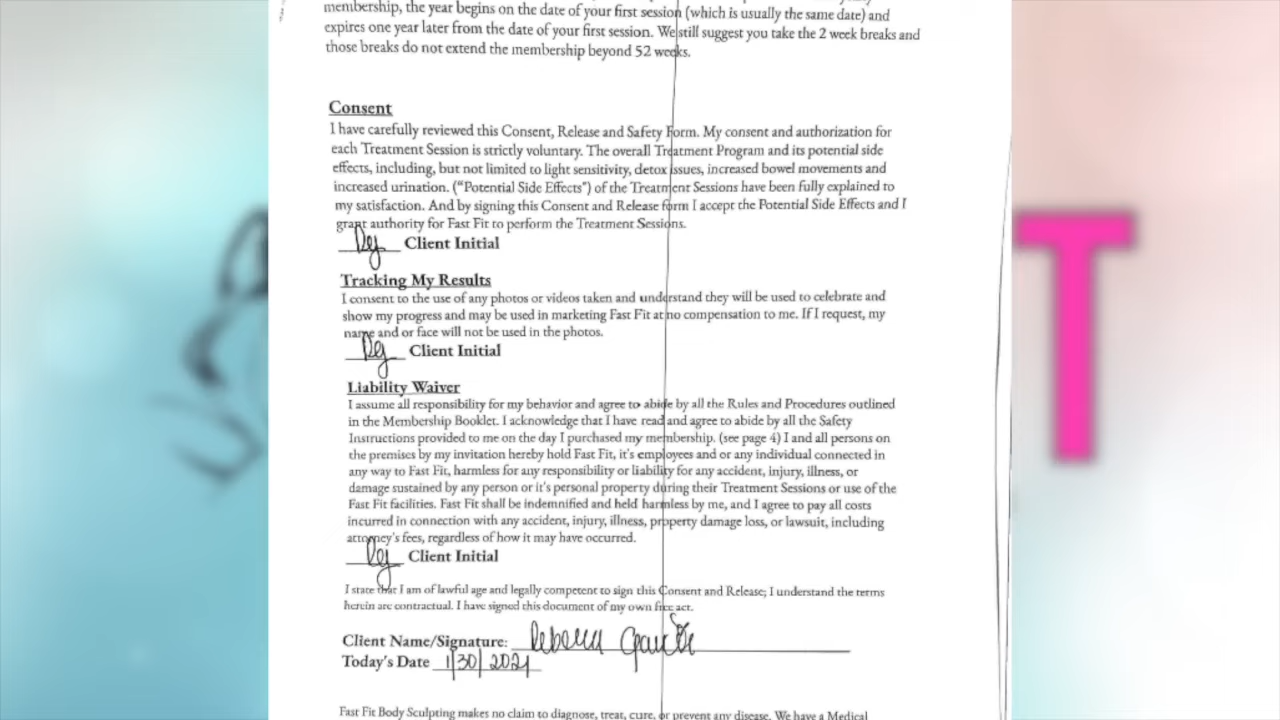 membership, the year begins on the date of your first session (which is usually the same date) and
expires one year later from the date of your first session. We still suggest you take the 2 week breaks and
those breaks do not extend the membership beyond 52 weeks.
Consent
I have carefully reviewed this Consent, Release and Safety Form. My consent and authorization for
each Treatment Session is strictly voluntary. The overall Treatment Program and its potential side
effects, including, but not limited to light sensitivity, detox issues, increased bowel movements and
increased urination. ("Potential Side Effects") of the Treatment Sessions have been fully explained to
my satisfaction. And by signing this Consent and Release form I accept the Potential Side Effects and I
grant authority for Fast Fit to perform the Treatment Sessions.
Client Initial
Tracking My Results
I consent to the use of any photos or videos taken and understand they will be used to celebrate and
show my progress and may be used in marketing Fast Fit at no compensation to me. If I request, my
name and or face will not be used in the photos.
Client Initial
Liability Waiver
I assume all responsibility for my behavior and agree to abide by all the Rules and Procedures outlined
in the Membership Booklet. I acknowledge that I have read and agree to abide by all the Safety
Instructions provided to me on the day I purchased my membership. (see page 4) I and all persons on
the premises by my invitation hereby hold Fast Fit, it's employees and or any individual connected in
any way to Fast Fit, harmless for any responsibility or liability for any accident, injury, illness, or
damage sustained by any person or it's personal property during their Treatment Sessions or use of the
Fast Fit facilities. Fast Fit shall be indemnified and held harmless by me, and I agree to pay all costs
incurred in connection with any accident, injury, illness, property damage loss, or lawsuit, including
attorney's fees, regardless of how it may have occurred.
Client Initial
I state that I am of lawful age and legally competent to sign this Consent and Release; I understand the terms
herein are contractual. I have signed this document of my own free act.
Client Name/Signature:
Today's Date 1/30/2021
Fast Fit Body Sculpting makes no claim to diagnose, treat, cure, or prevent any disease. We have a Medical
T